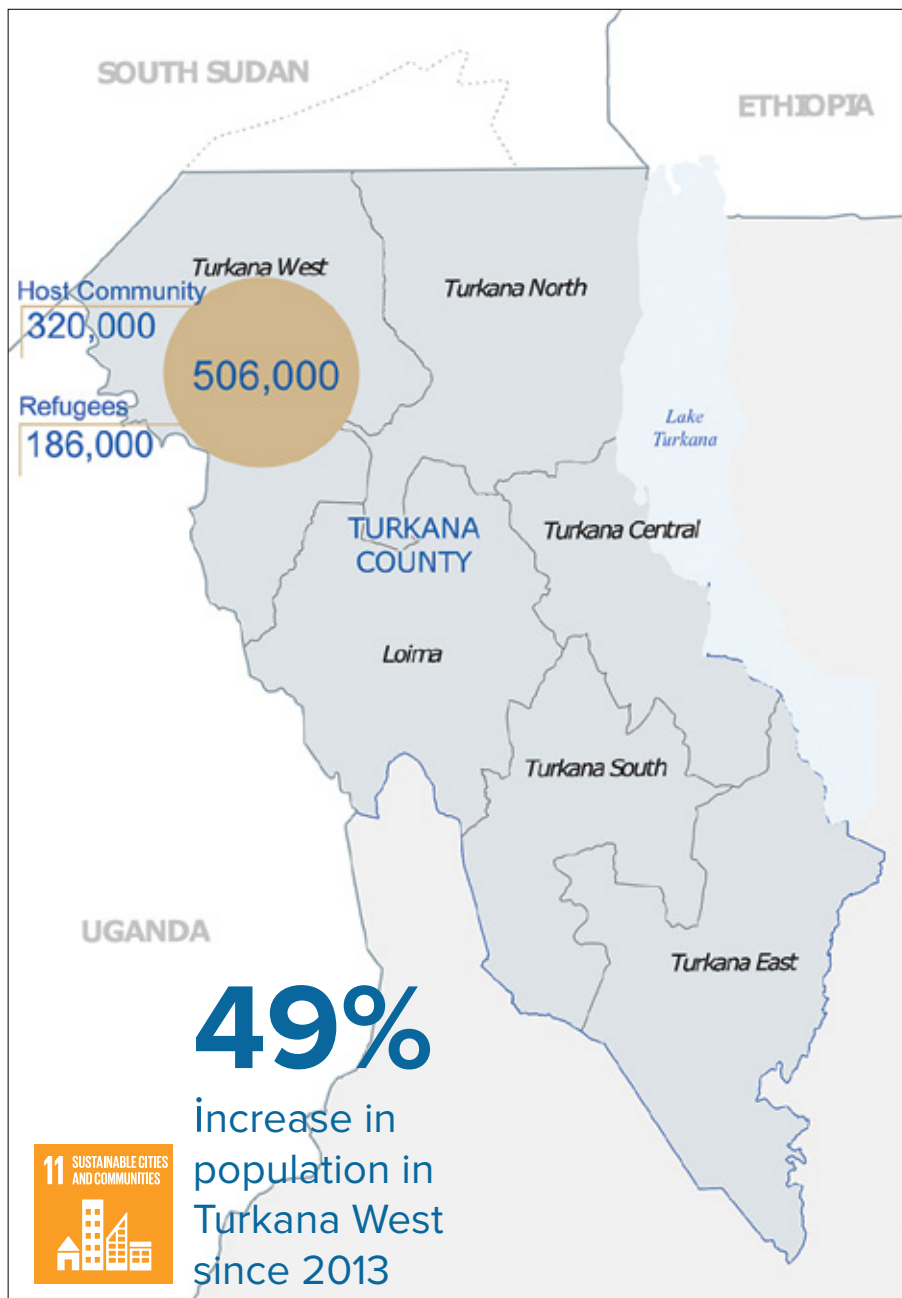 SOUTH SUDAN
ETHIOPIA
Turkana West
Turkana North
Host Community
320,000
506,000
Refugees
186,000
Lake
Turkana
TURKANA
COUNTY
Turkana Central
Loima
Turkana South
UGANDA
Turkana East
49%
Increase in
population in
Turkana West
since 2013
11 SUSTAINABLE CITIES
AND COMMUNITIES